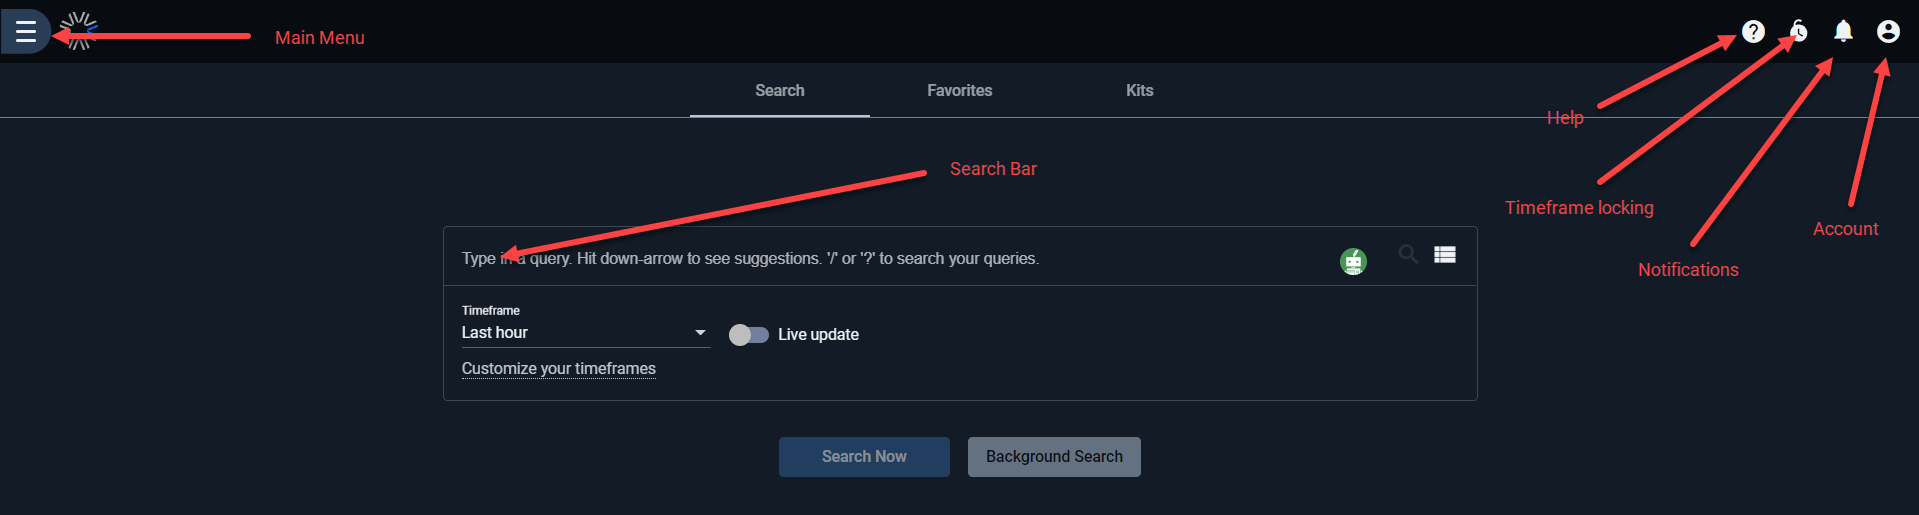 Main Menu
Search
Favorites
Kits
Help
Search Bar
Timeframe locking
Account
Notifications
Type in a query. Hit down-arrow to see suggestions. '/' or '?' to search your queries.
Timeframe
Last hour
Live update
Customize your timeframes
Search Now
Background Search